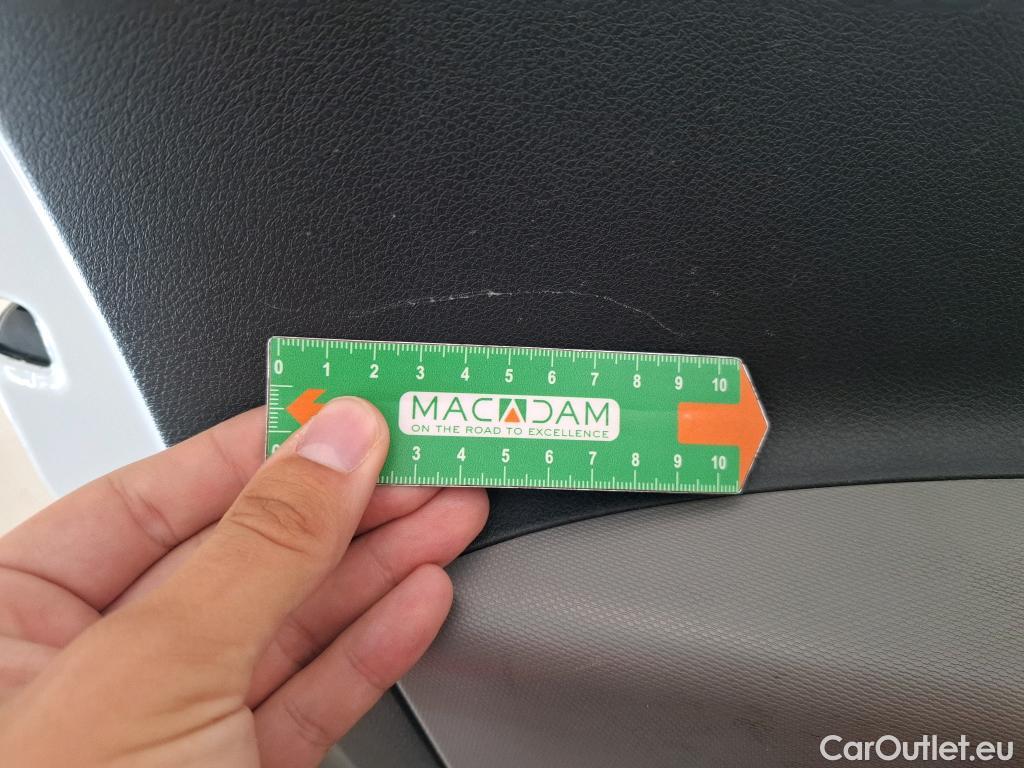 0 1 2 3 4 5 6 7 8 9 10
MACADAM
ON THE ROAD TO EXCELLENCE
3 4 5 6 7 8 9 10
CarOutlet.eu